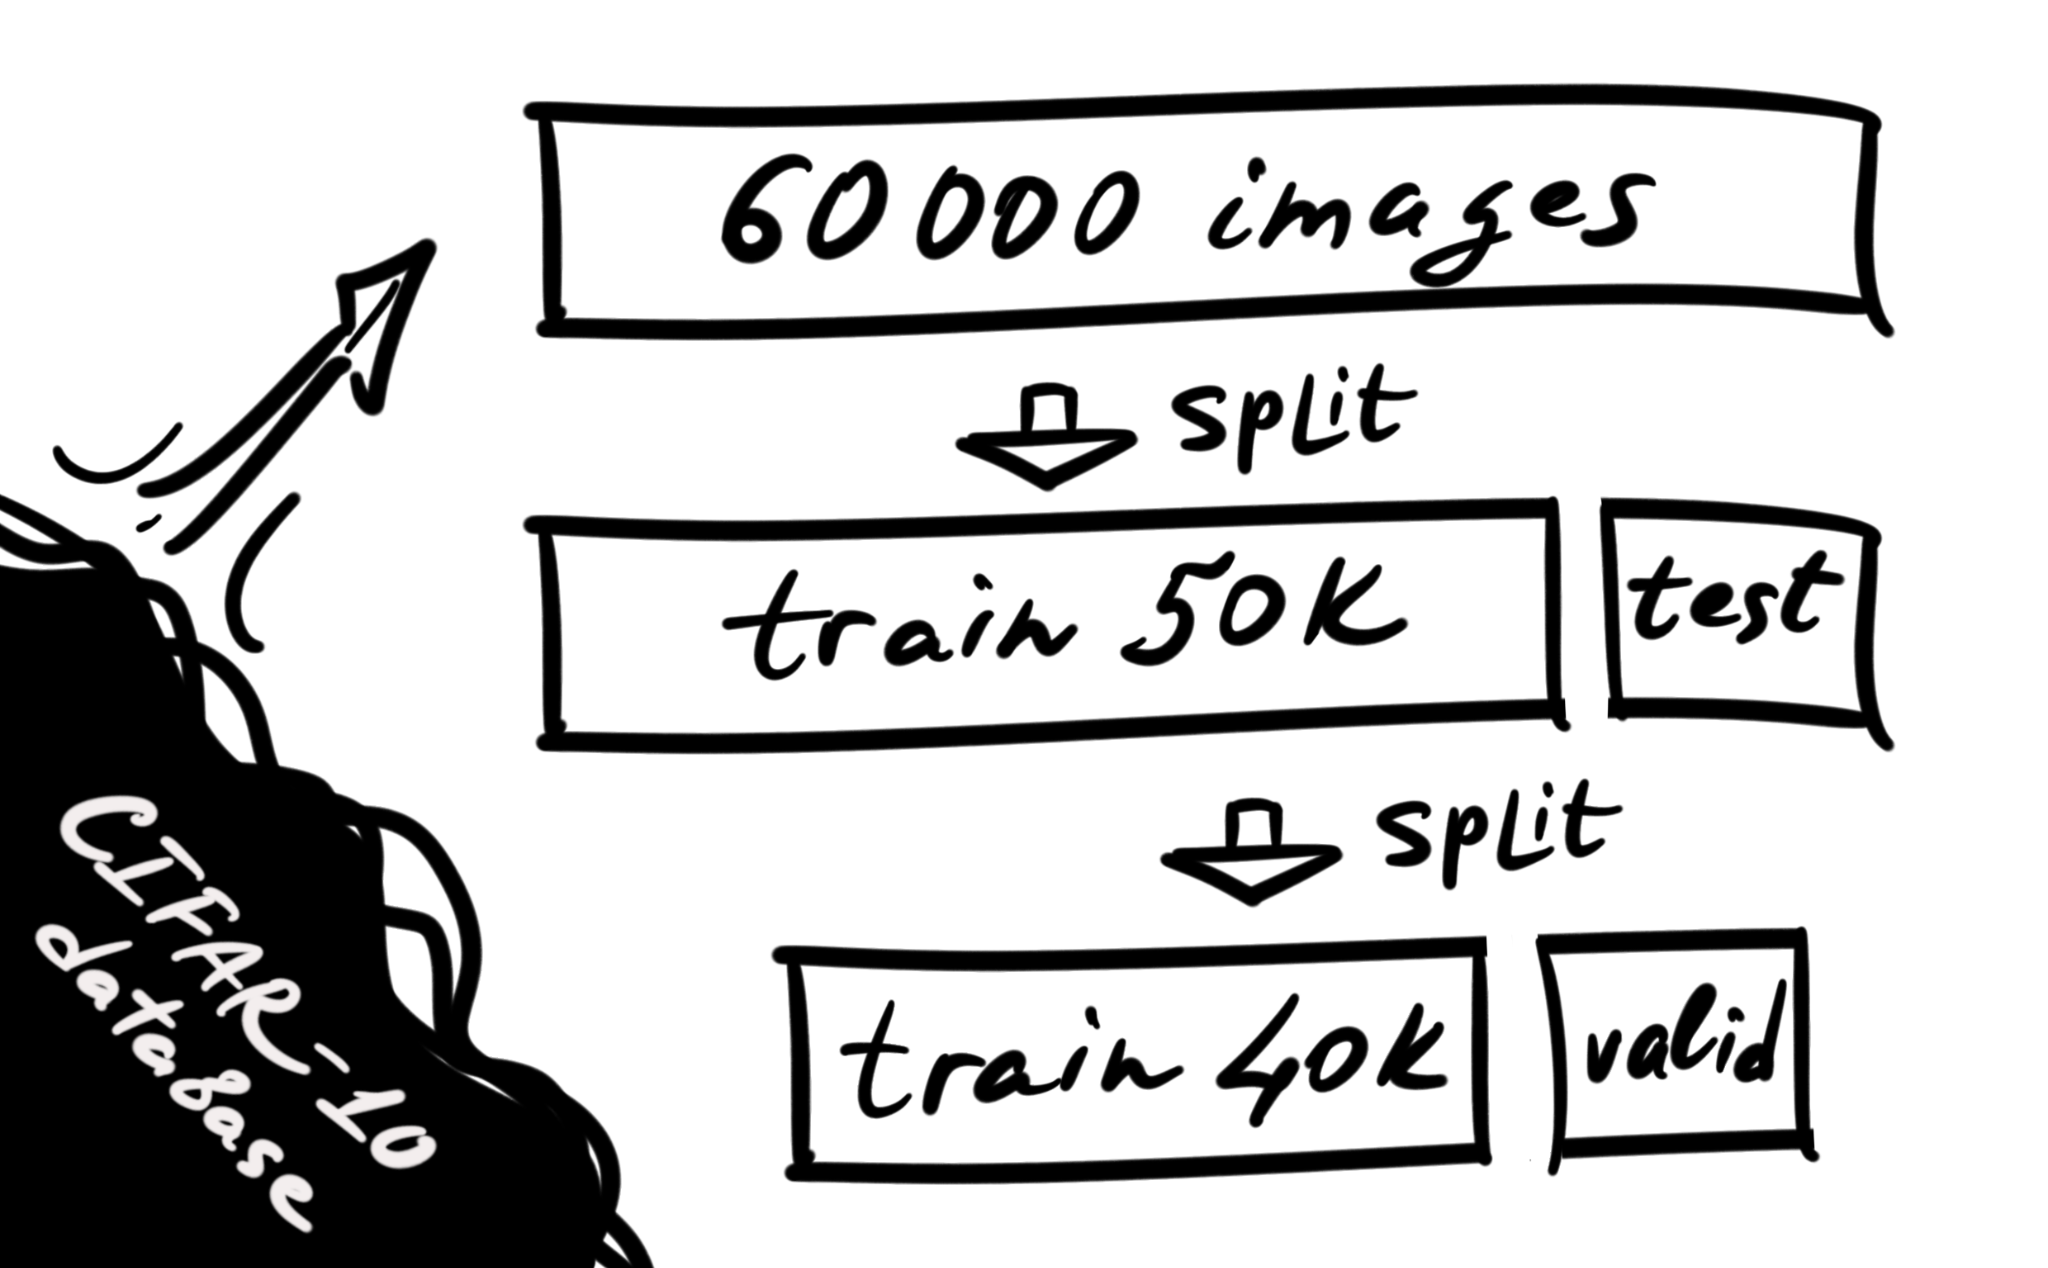 60000 images
split
train 50K
test
split
train 40K
valid
CIFAR-10
database